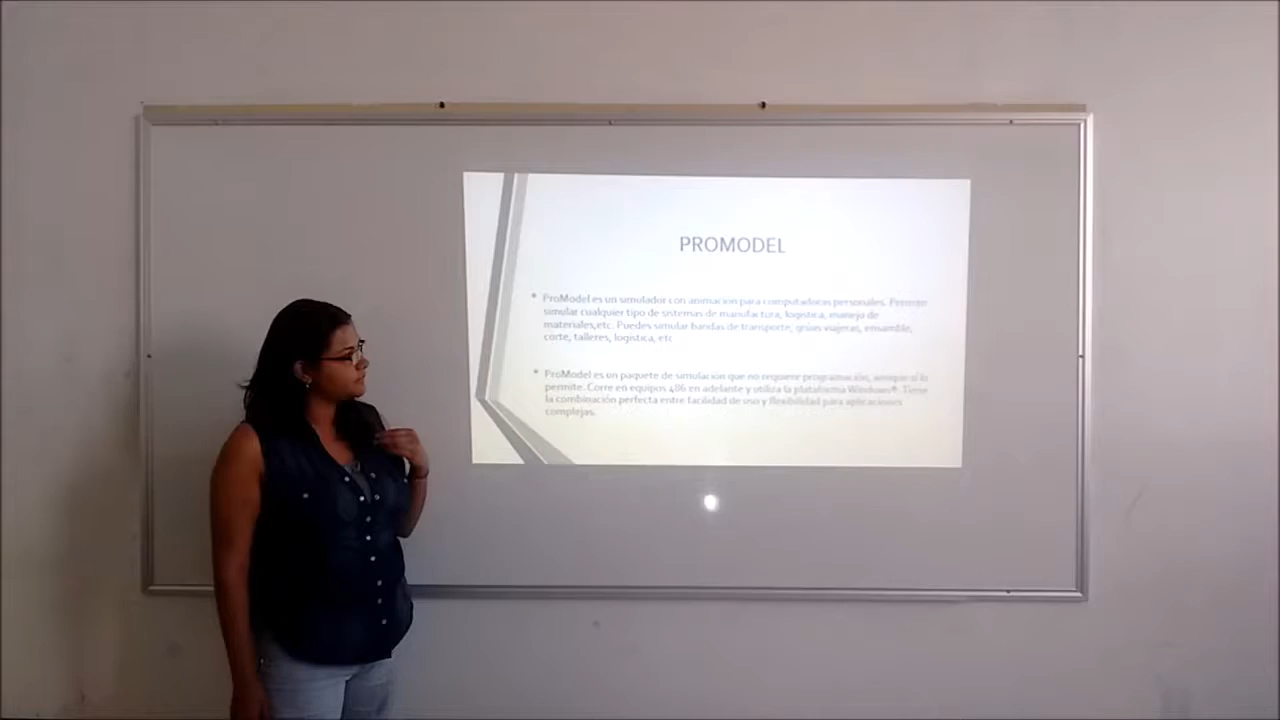 PROMODEL
* ProModel es un simulador con animación para computadoras personales. Permite
simular cualquier tipo de sistemas de manufactura, logística, manejo de
materiales,etc. Puedes simular bandas de transporte, grúas viajeras, ensamble,
corte, talleres, logística, etc
* ProModel es un paquete de simulación que no requiere programación, aunque sí lo
permite. Corre en equipos 486 en adelante y utiliza la plataforma Windows®. Tiene
la combinación perfecta entre facilidad de uso y flexibilidad para aplicaciones
complejas.